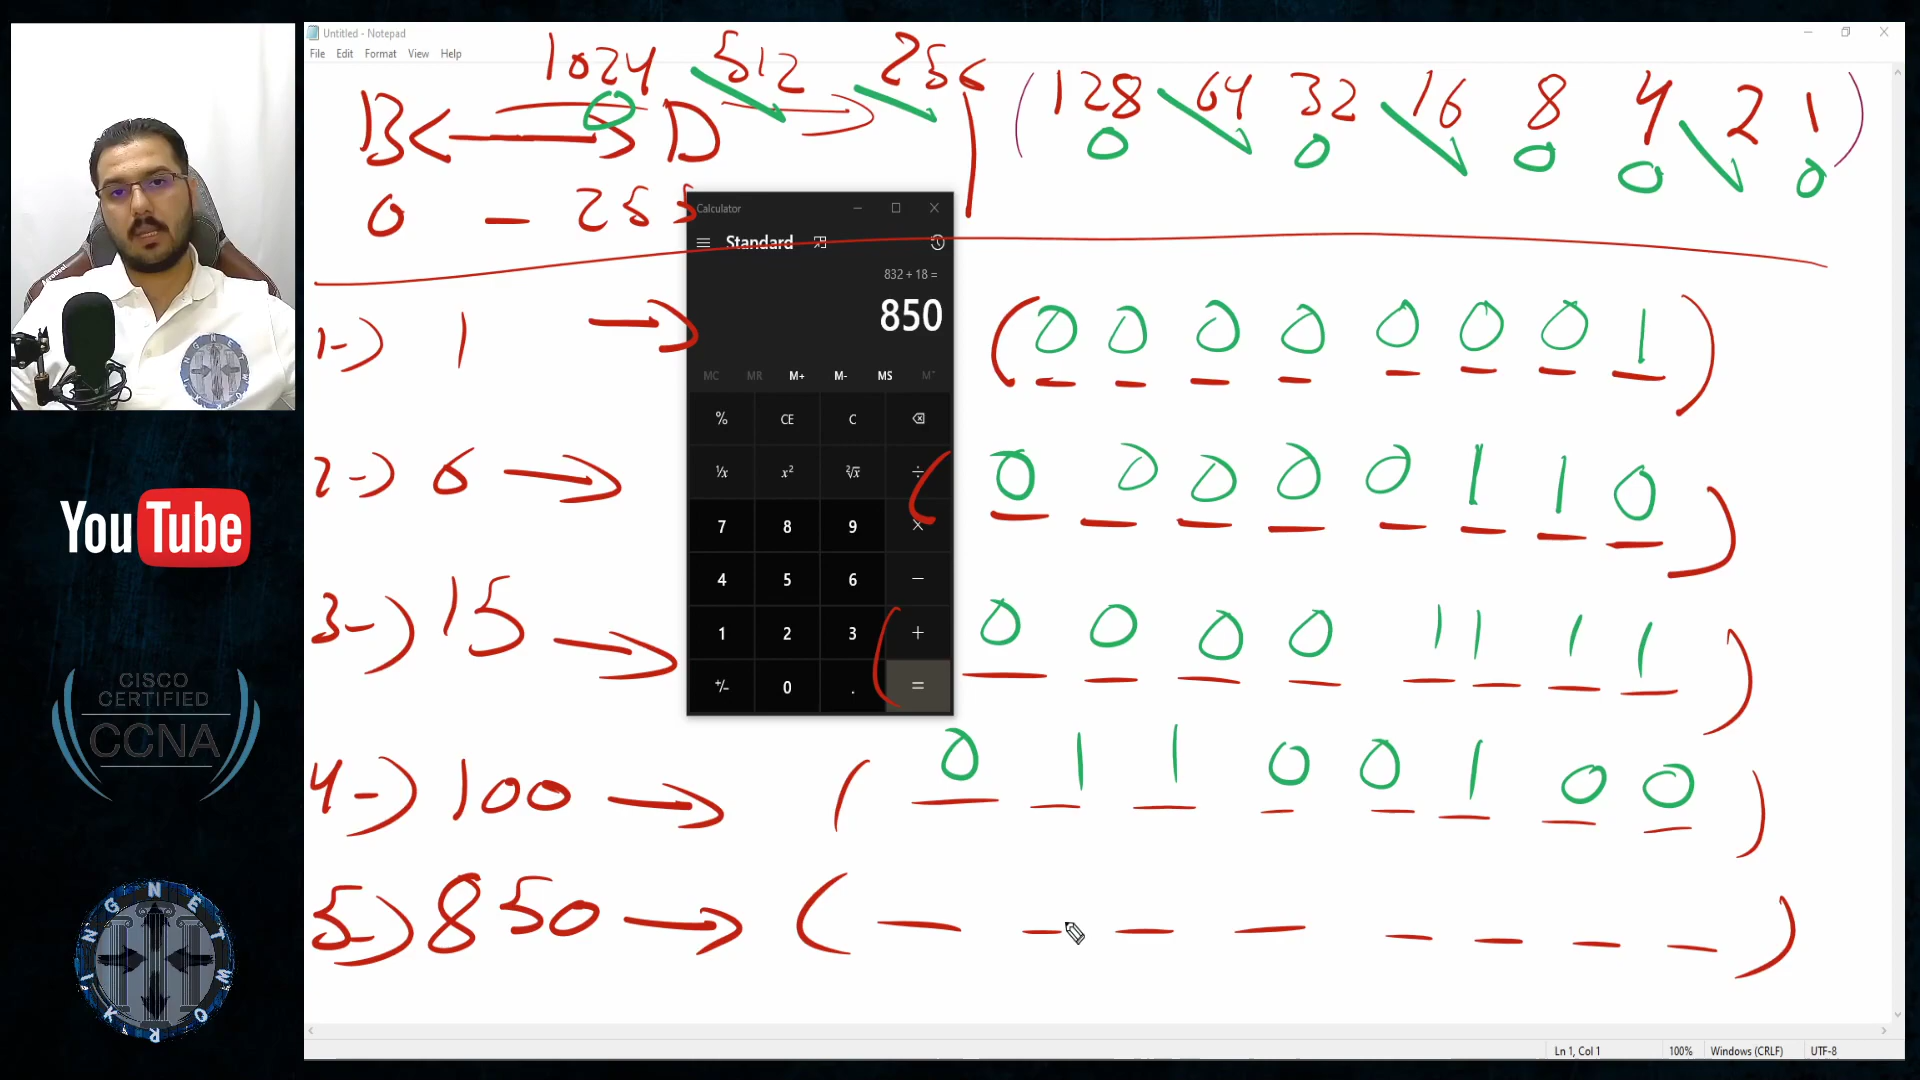 Untitled - Notepad
File Edit Format View Help
1024 512 256 (128 64 32 16 8 4 2 1)
B D
0 0 0 0 0 0
0 - 255
Calculator
Standard
832 + 18 =
850
MC MR M+ M- MS M˅
% CE C
¹/x x² ²√x ÷
7 8 9 ×
4 5 6 −
1 2 3 +
+/- 0 . =
1-) 1 (0 0 0 0 0 0 0 1)
2-) 6 (0 0 0 0 0 1 1 0)
3-) 15 (0 0 0 0 1 1 1 1)
4-) 100 (0 1 1 0 0 1 0 0)
5-) 850 (_ _ _ _ _ _ _ _)
YouTube
CISCO
CERTIFIED
CCNA
KINGNETWOR
KINGNETWOR
Ln 1, Col 1 100% Windows (CRLF) UTF-8